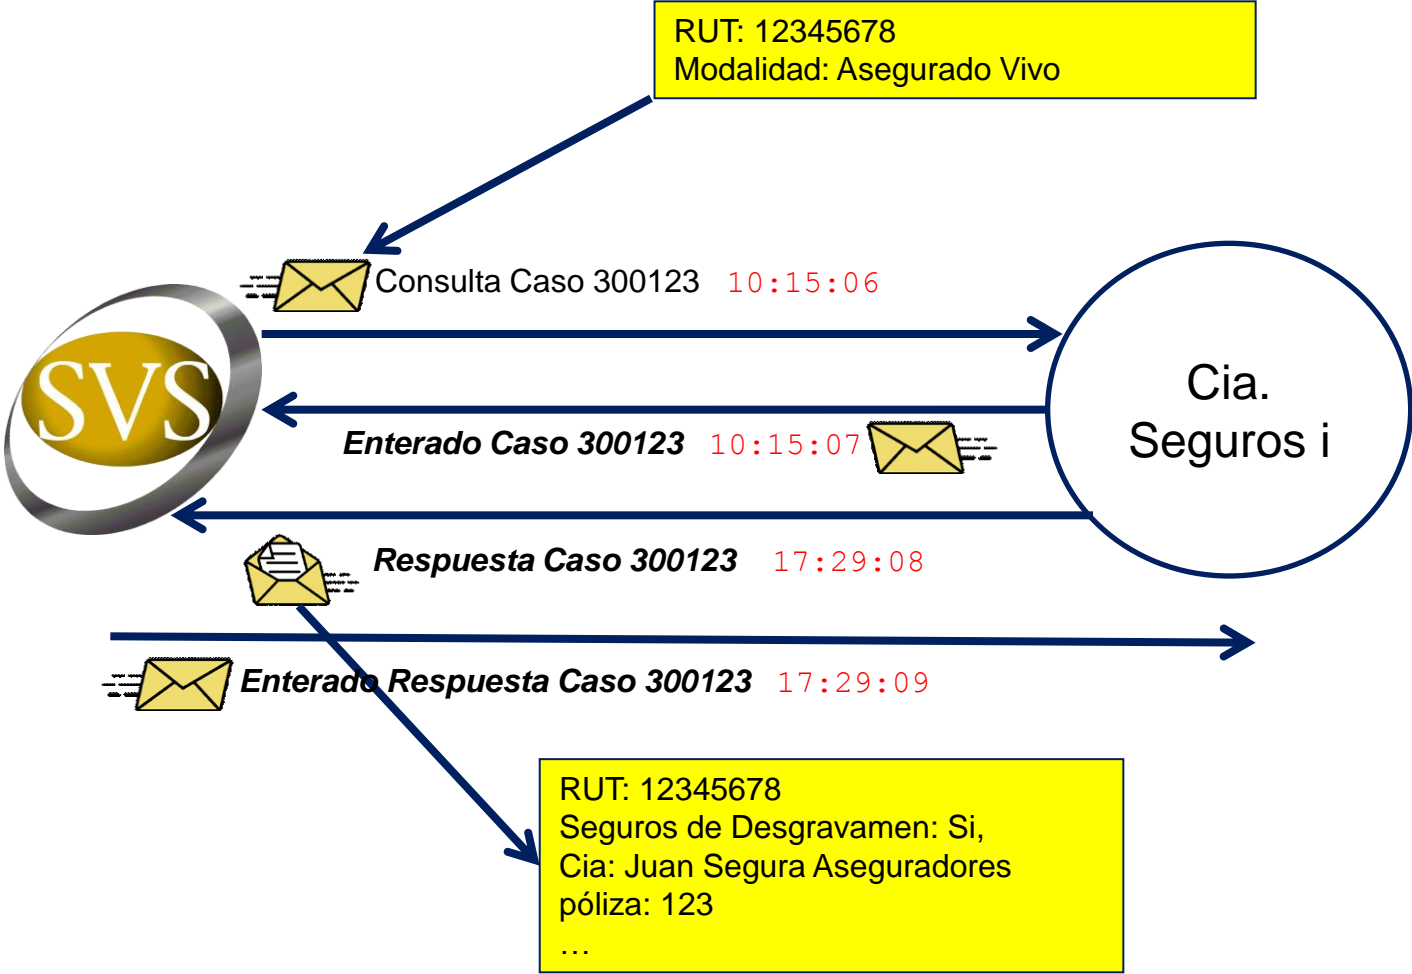 RUT: 12345678
Modalidad: Asegurado Vivo
Consulta Caso 300123 10:15:06
SVS
Cia.
Seguros i
Enterado Caso 300123 10:15:07
Respuesta Caso 300123 17:29:08
Enterado Respuesta Caso 300123 17:29:09
RUT: 12345678
Seguros de Desgravamen: Si,
Cia: Juan Segura Aseguradores
póliza: 123
…